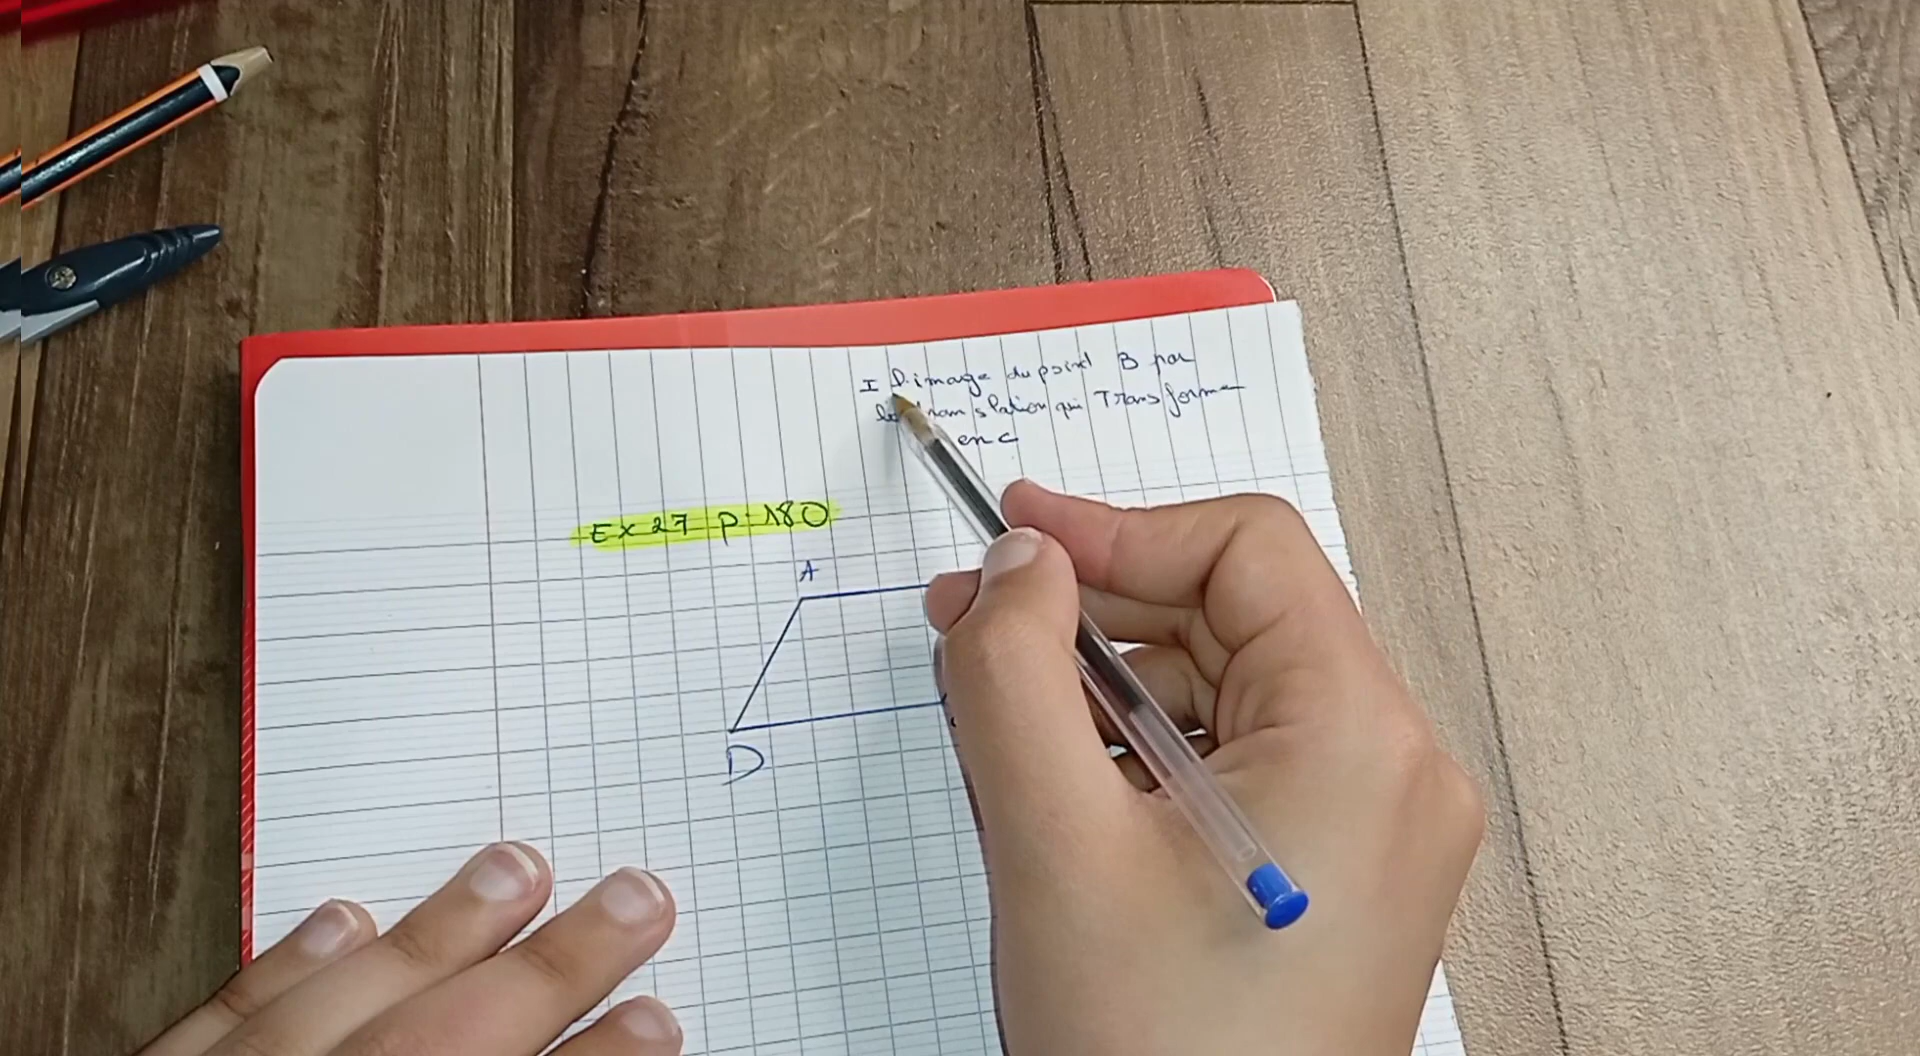 I l'image du point B par
la translation qui Transforme
en c
Ex 27 p 180
A
D